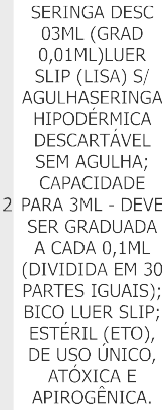 SERINGA DESC
03ML (GRAD
0,01ML)LUER
SLIP (LISA) S/
AGULHASERINGA
HIPODÉRMICA
DESCARTÁVEL
SEM AGULHA;
CAPACIDADE
2 PARA 3ML - DEVE
SER GRADUADA
A CADA 0,1ML
(DIVIDIDA EM 30
PARTES IGUAIS);
BICO LUER SLIP;
ESTÉRIL (ETO),
DE USO ÚNICO,
ATÓXICA E
APIROGÊNICA.